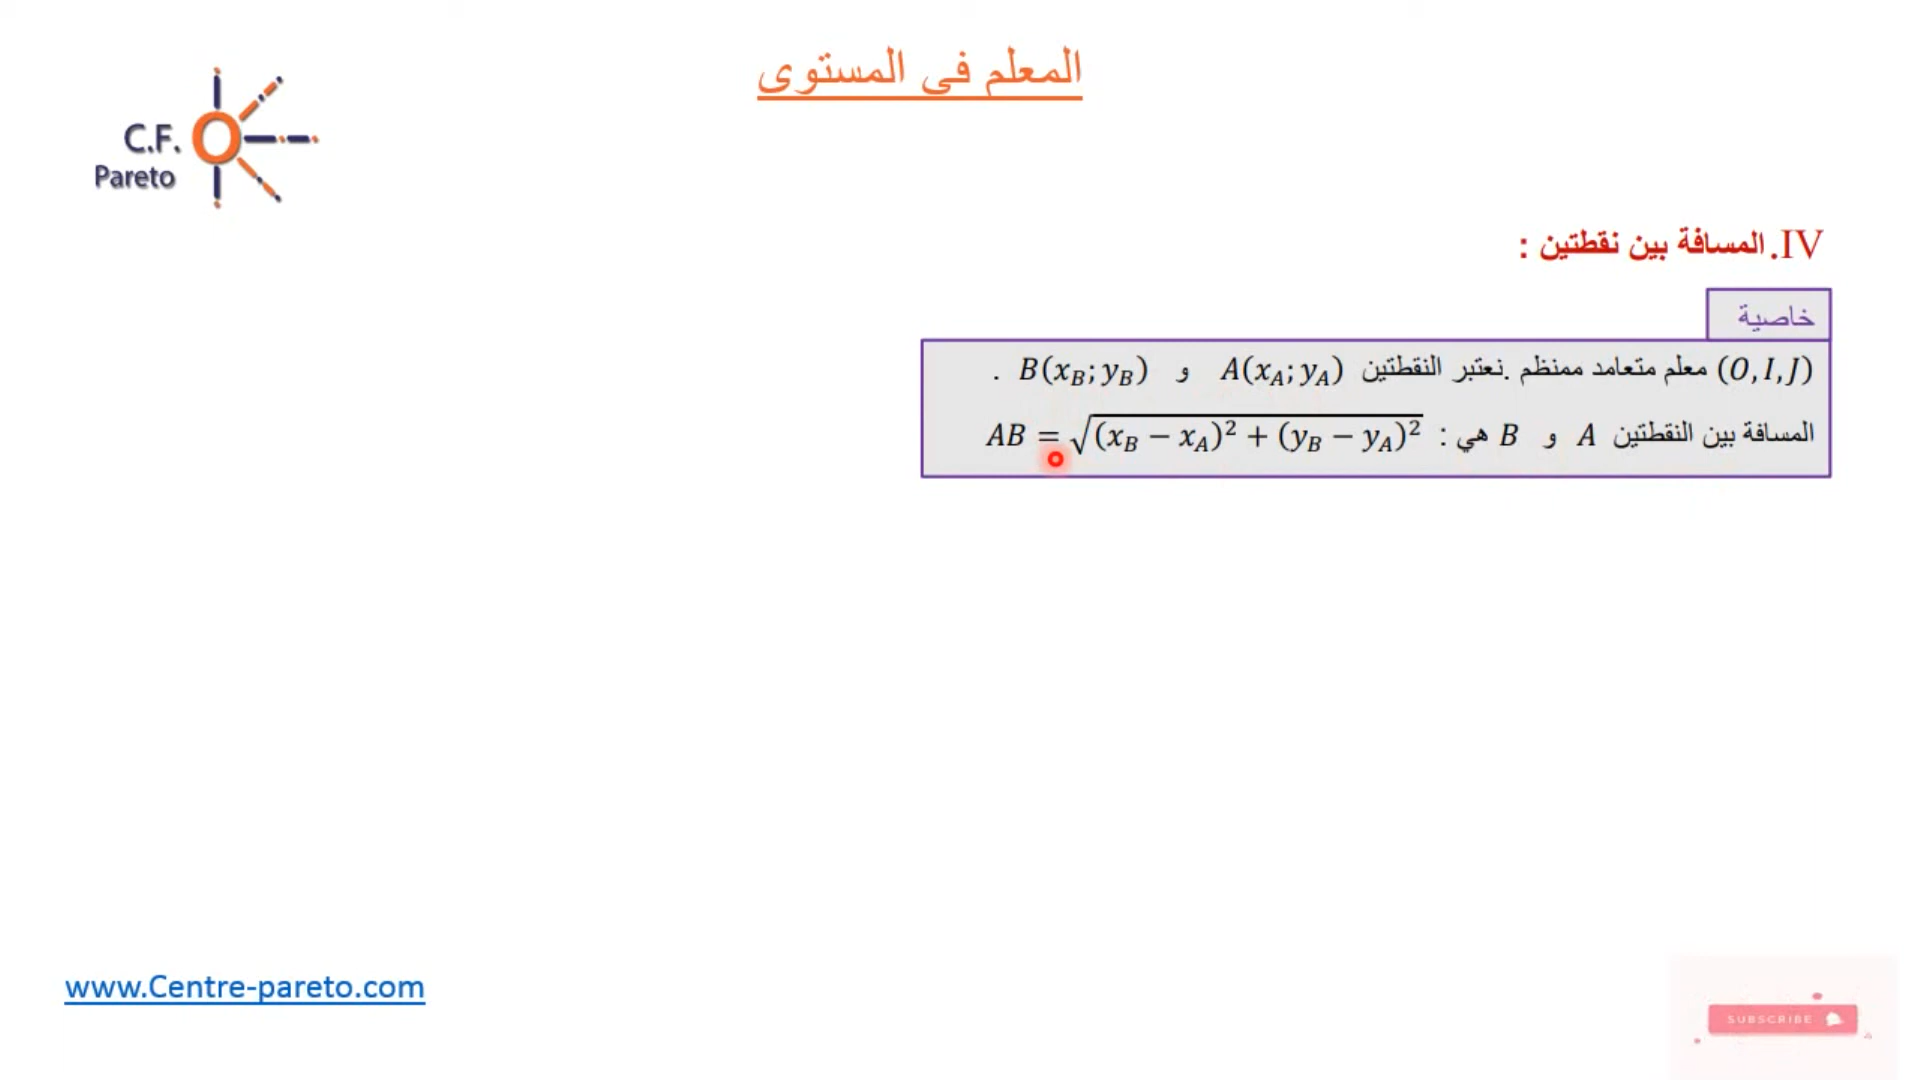 المعلم في المستوى
C.F.
Pareto
IV. المسافة بين نقطتين :
خاصية
(O, I, J) معلم متعامد ممنظم .نعتبر النقطتين A(x_A; y_A) و B(x_B; y_B) .
المسافة بين النقطتين A و B هي : AB = √((x_B − x_A)² + (y_B − y_A)²)
www.Centre-pareto.com
SUBSCRIBE